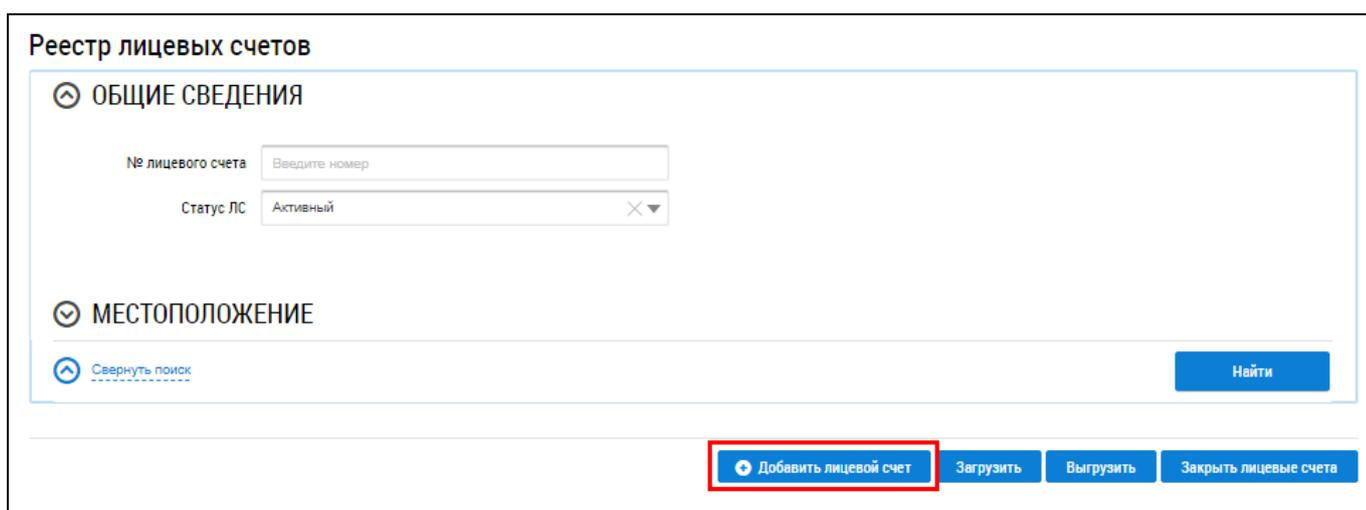 Реестр лицевых счетов
ОБЩИЕ СВЕДЕНИЯ
№ лицевого счета Введите номер
Статус ЛС Активный
МЕСТОПОЛОЖЕНИЕ
Свернуть поиск Найти
Добавить лицевой счет Загрузить Выгрузить Закрыть лицевые счета